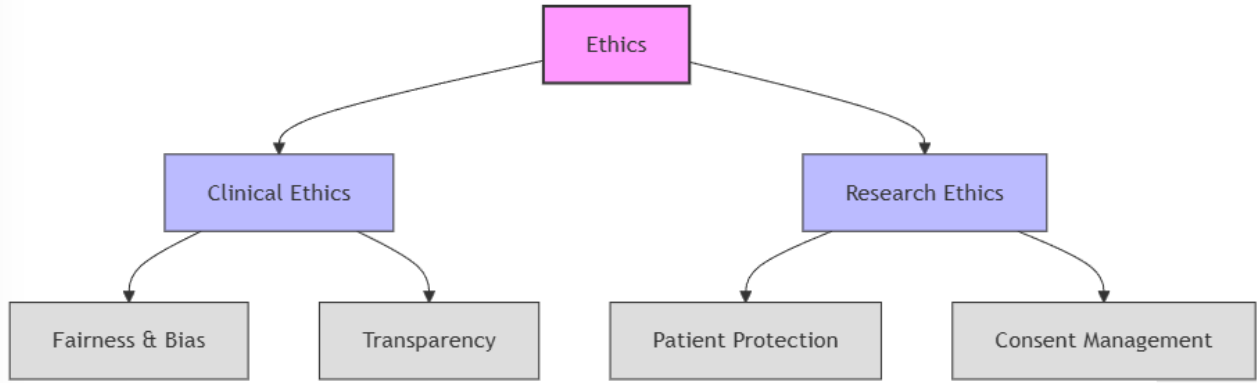 Ethics
Clinical Ethics
Research Ethics
Fairness & Bias
Transparency
Patient Protection
Consent Management